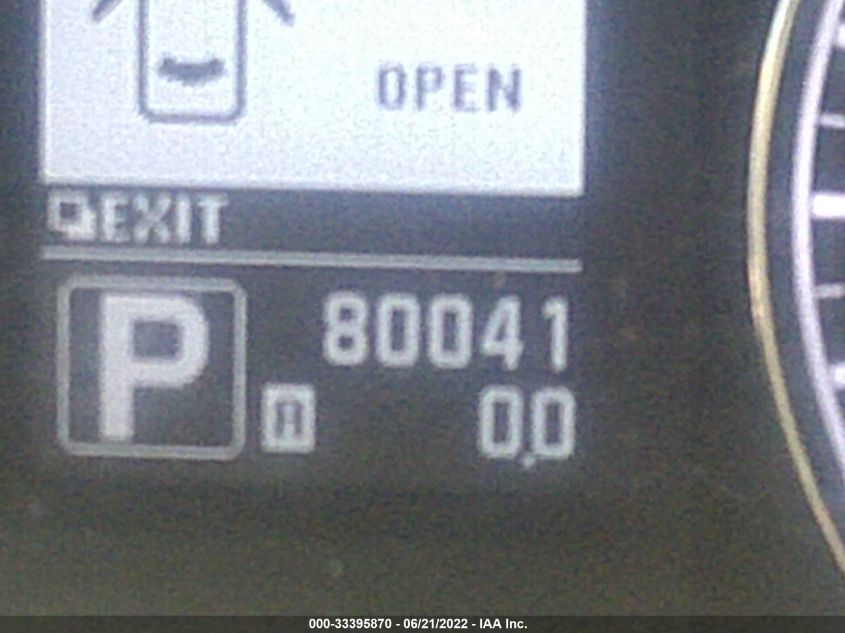 OPEN
EXIT
P 80041
A 0.0
000-33395870 - 06/21/2022 - IAA Inc.